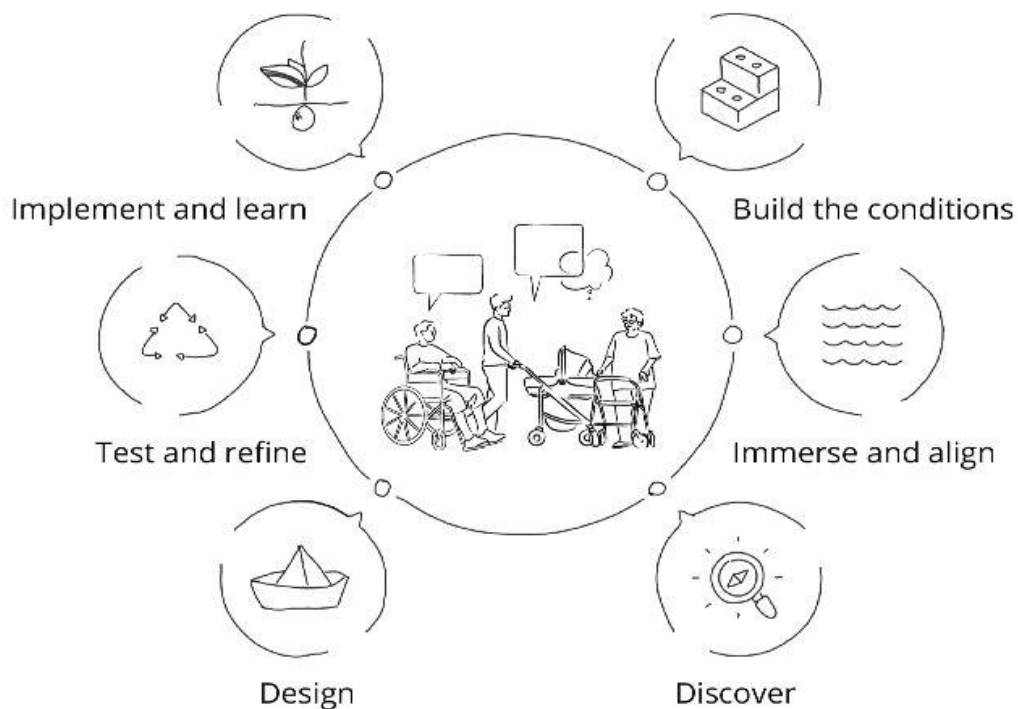 Implement and learn
Build the conditions
Test and refine
Immerse and align
Design
Discover